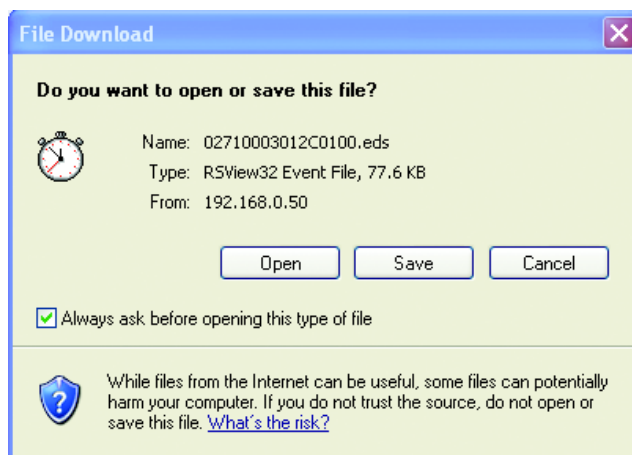 File Download
Do you want to open or save this file?
Name: 02710003012C0100.eds
Type: RSView32 Event File, 77.6 KB
From: 192.168.0.50
Open Save Cancel
Always ask before opening this type of file
While files from the Internet can be useful, some files can potentially
harm your computer. If you do not trust the source, do not open or
save this file. What's the risk?